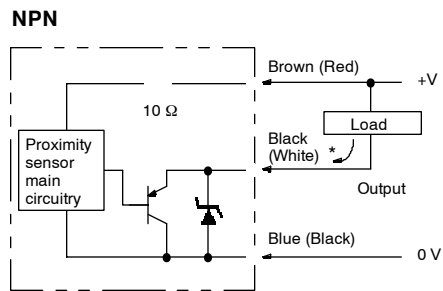 NPN
Brown (Red)
+V
10 Ω
Load
Proximity
sensor
main
circuitry
Black
(White)
*
Output
Blue (Black)
0 V